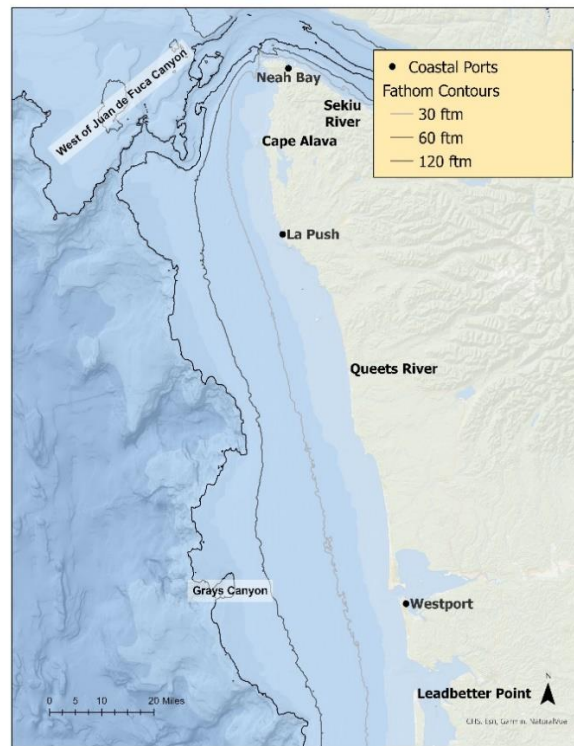 Coastal Ports
Fathom Contours
30 ftm
60 ftm
120 ftm
Neah Bay
Sekiu
River
West of Juan de Fuca Canyon
Cape Alava
La Push
Queets River
Grays Canyon
Westport
Leadbetter Point
N
0 5 10 20 Miles